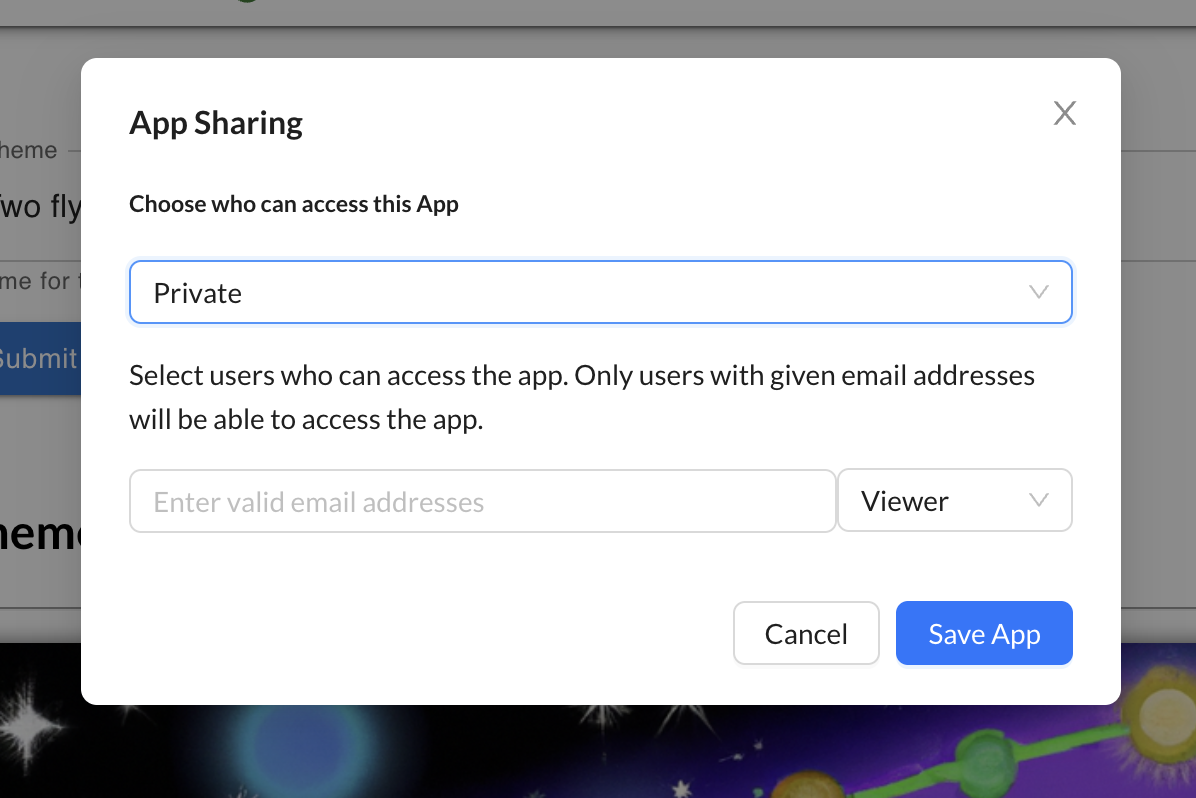 App Sharing
heme
Choose who can access this App
Two fly
Private
me for t
Submit
Select users who can access the app. Only users with given email addresses
will be able to access the app.
Enter valid email addresses
Viewer
heme
Cancel
Save App